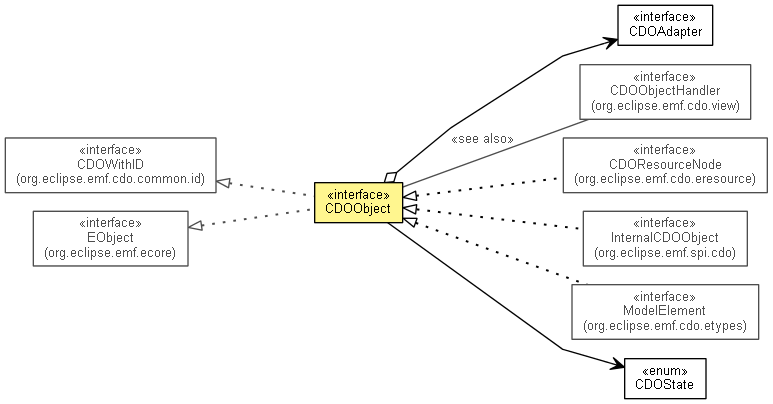 «interface»
CDOAdapter
«interface»
CDOObjectHandler
(org.eclipse.emf.cdo.view)
«see also»
«interface»
CDOWithID
(org.eclipse.emf.cdo.common.id)
«interface»
CDOResourceNode
(org.eclipse.emf.cdo.eresource)
«interface»
CDOObject
«interface»
EObject
(org.eclipse.emf.ecore)
«interface»
InternalCDOObject
(org.eclipse.emf.spi.cdo)
«interface»
ModelElement
(org.eclipse.emf.cdo.etypes)
«enum»
CDOState